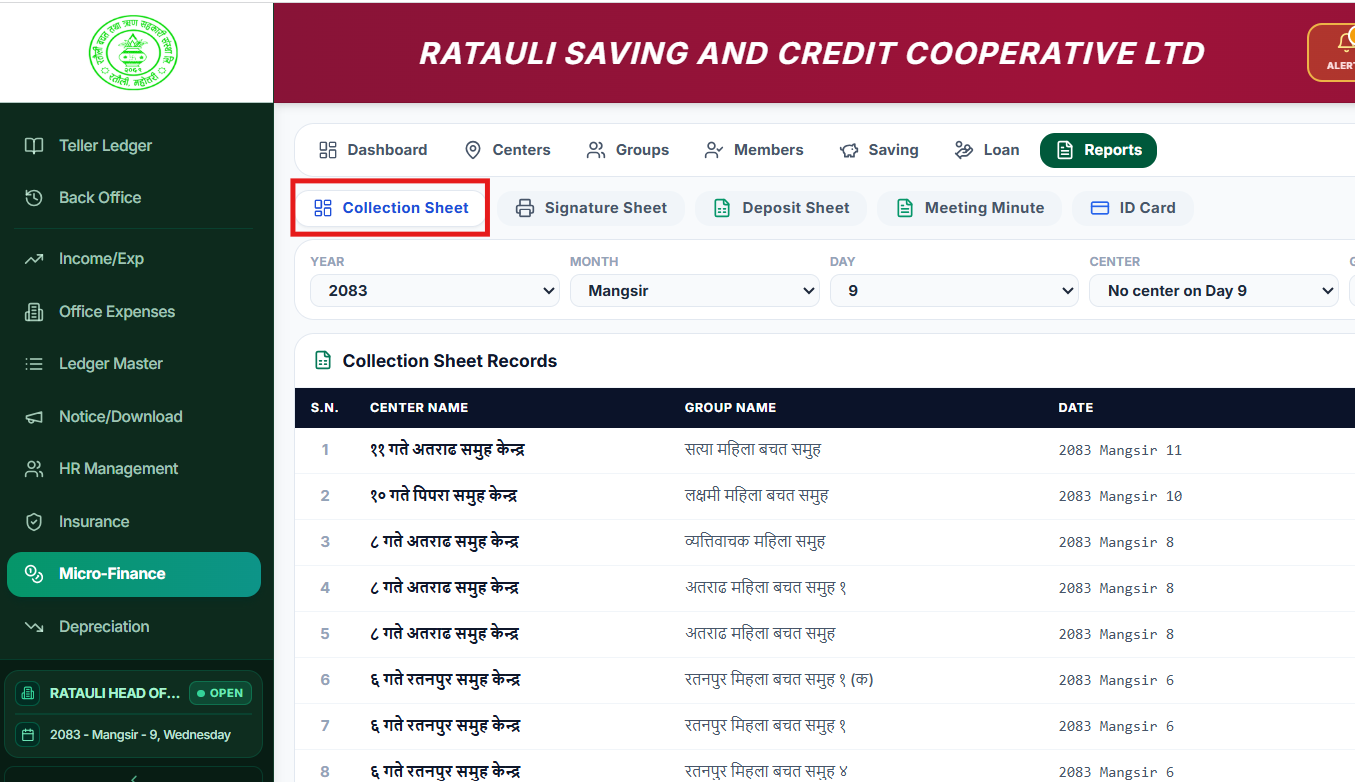 RATAULI SAVING AND CREDIT COOPERATIVE LTD
Teller Ledger
Back Office
Income/Exp
Office Expenses
Ledger Master
Notice/Download
HR Management
Insurance
Micro-Finance
Depreciation
RATAULI HEAD OF... OPEN
2083 - Mangsir - 9, Wednesday
Dashboard Centers Groups Members Saving Loan Reports
Collection Sheet Signature Sheet Deposit Sheet Meeting Minute ID Card
YEAR MONTH DAY CENTER
2083 Mangsir 9 No center on Day 9
Collection Sheet Records
S.N. CENTER NAME GROUP NAME DATE
1 ११ गते अतराढ समुह केन्द्र सत्या महिला बचत समुह 2083 Mangsir 11
2 १० गते पिपरा समुह केन्द्र लक्षमी महिला बचत समुह 2083 Mangsir 10
3 ८ गते अतराढ समुह केन्द्र व्यत्तिवाचक महिला समुह 2083 Mangsir 8
4 ८ गते अतराढ समुह केन्द्र अतराढ महिला बचत समुह १ 2083 Mangsir 8
5 ८ गते अतराढ समुह केन्द्र अतराढ महिला बचत समुह 2083 Mangsir 8
6 ६ गते रतनपुर समुह केन्द्र रतनपुर मिहला बचत समुह १ (क) 2083 Mangsir 6
7 ६ गते रतनपुर समुह केन्द्र रतनपुर मिहला बचत समुह १ 2083 Mangsir 6
8 ६ गते रतनपुर समुह केन्द्र रतनपुर मिहला बचत समुह ४ 2083 Mangsir 6